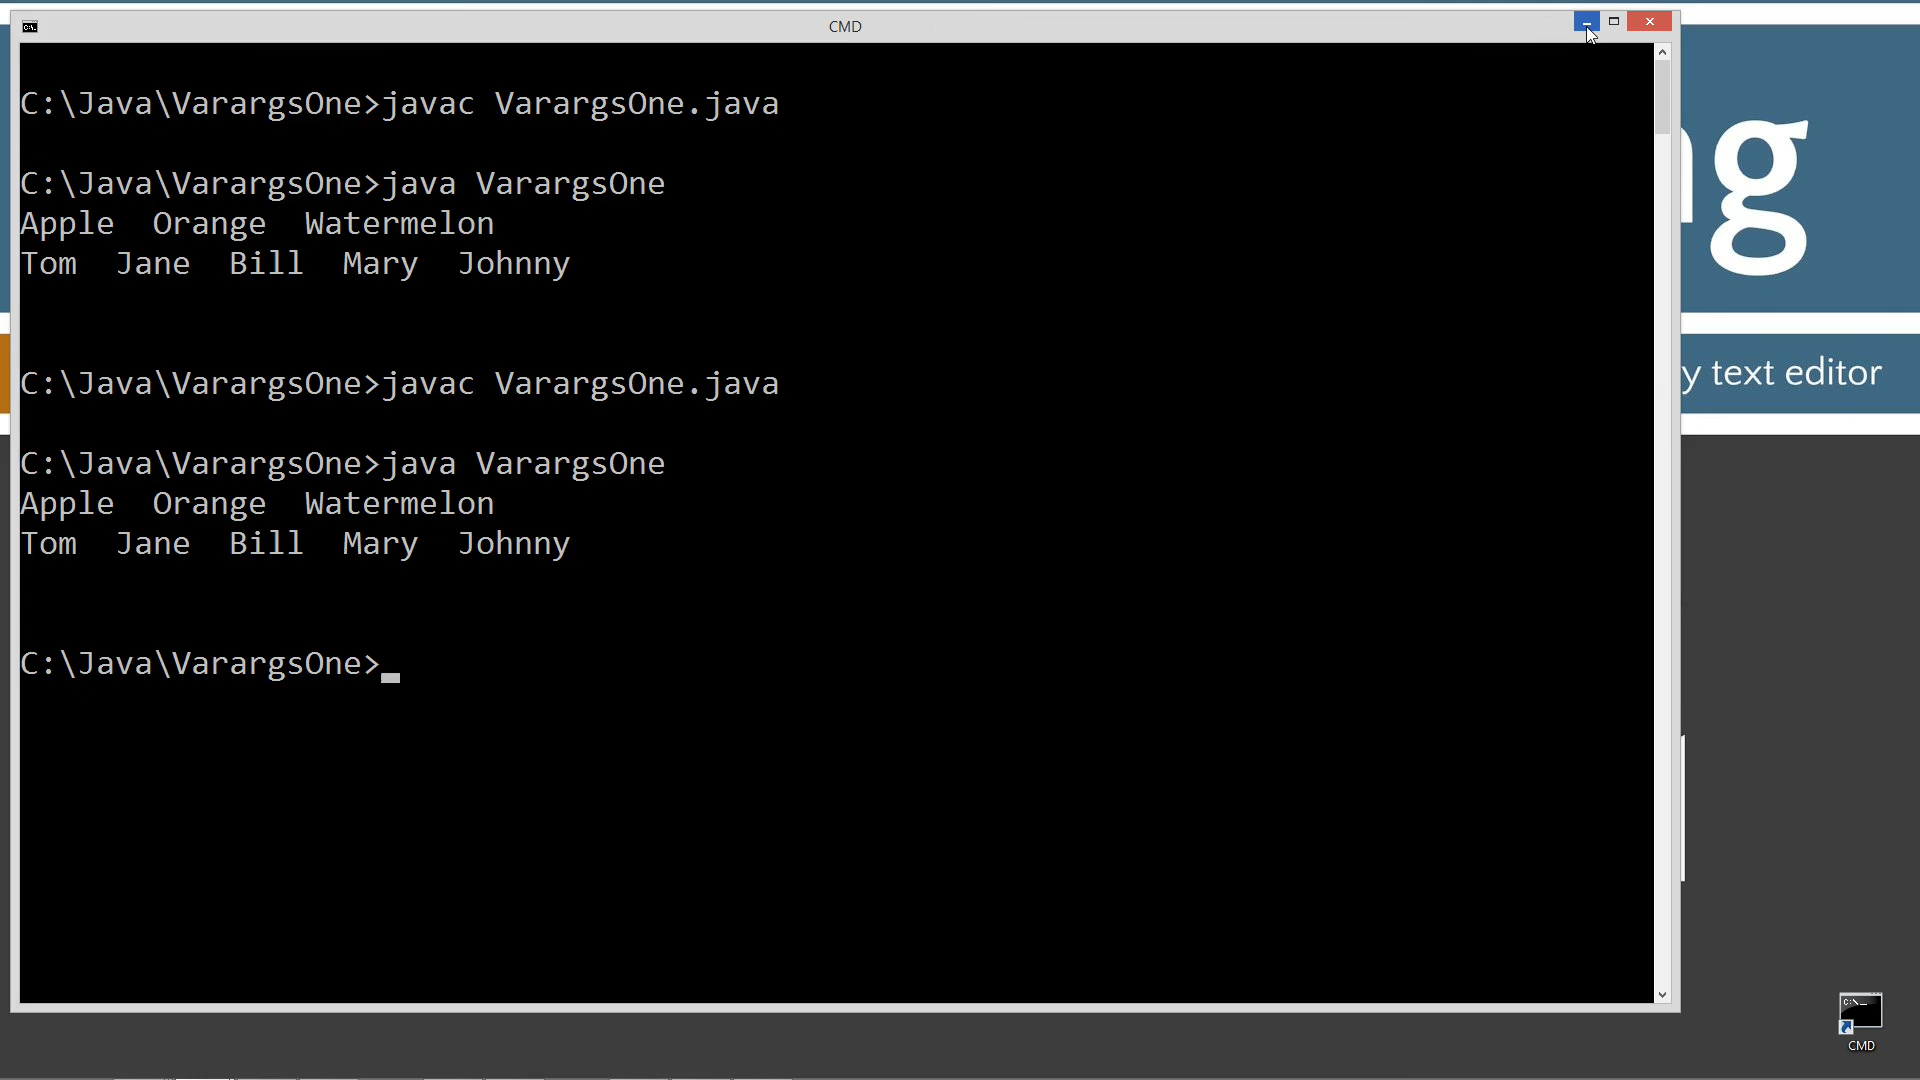 CMD
C:\Java\VarargsOne>javac VarargsOne.java
C:\Java\VarargsOne>java VarargsOne
Apple  Orange  Watermelon
Tom  Jane  Bill  Mary  Johnny
C:\Java\VarargsOne>javac VarargsOne.java
C:\Java\VarargsOne>java VarargsOne
Apple  Orange  Watermelon
Tom  Jane  Bill  Mary  Johnny
C:\Java\VarargsOne>
g
y text editor
CMD